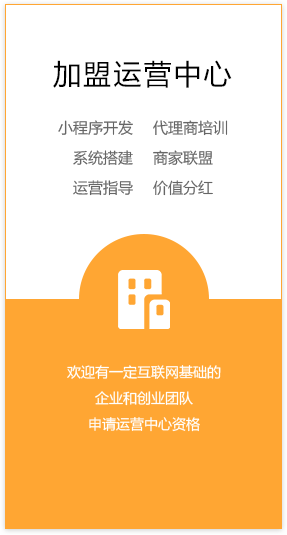 加盟运营中心
小程序开发 代理商培训
系统搭建 商家联盟
运营指导 价值分红
欢迎有一定互联网基础的
企业和创业团队
申请运营中心资格